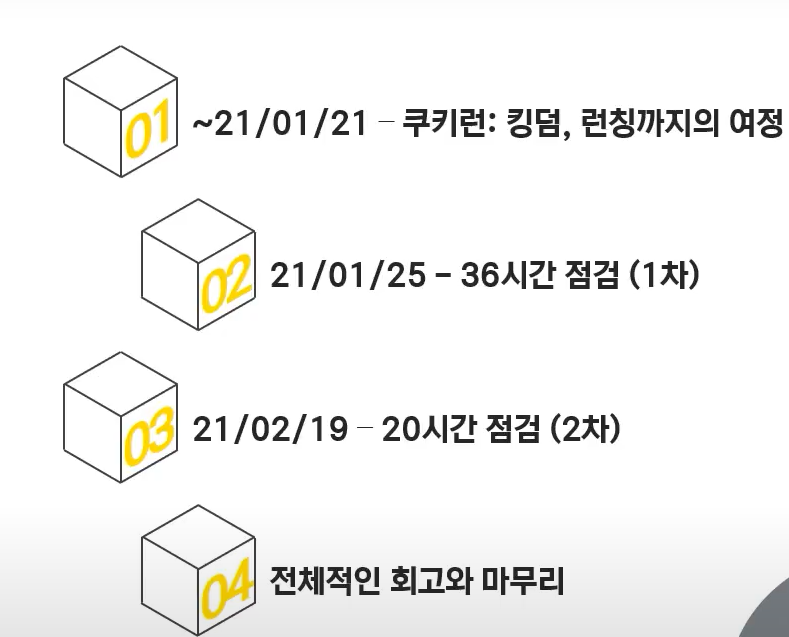 01
~21/01/21 – 쿠키런: 킹덤, 런칭까지의 여정
02
21/01/25 - 36시간 점검 (1차)
03
21/02/19 – 20시간 점검 (2차)
04
전체적인 회고와 마무리